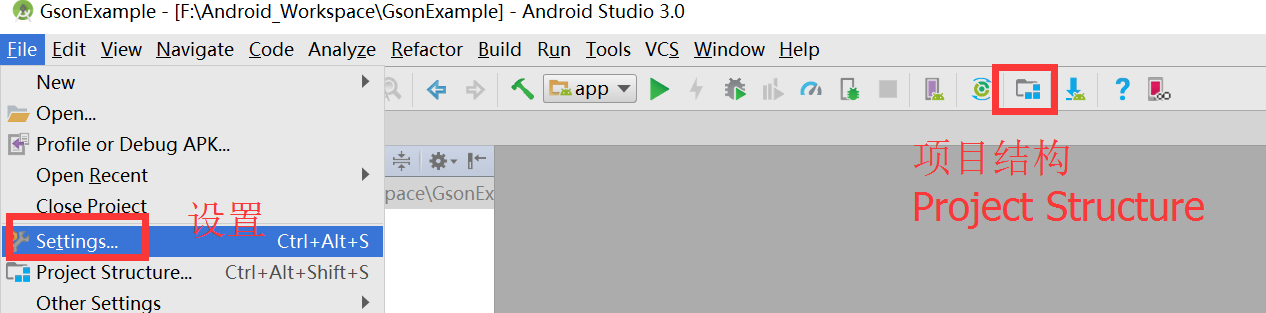 GsonExample - [F:\Android_Workspace\GsonExample] - Android Studio 3.0
File Edit View Navigate Code Analyze Refactor Build Run Tools VCS Window Help
New
app
Open...
Profile or Debug APK...
Open Recent
pace\GsonEx
Close Project
设置
项目结构
Project Structure
Settings... Ctrl+Alt+S
Project Structure... Ctrl+Alt+Shift+S
Other Settings